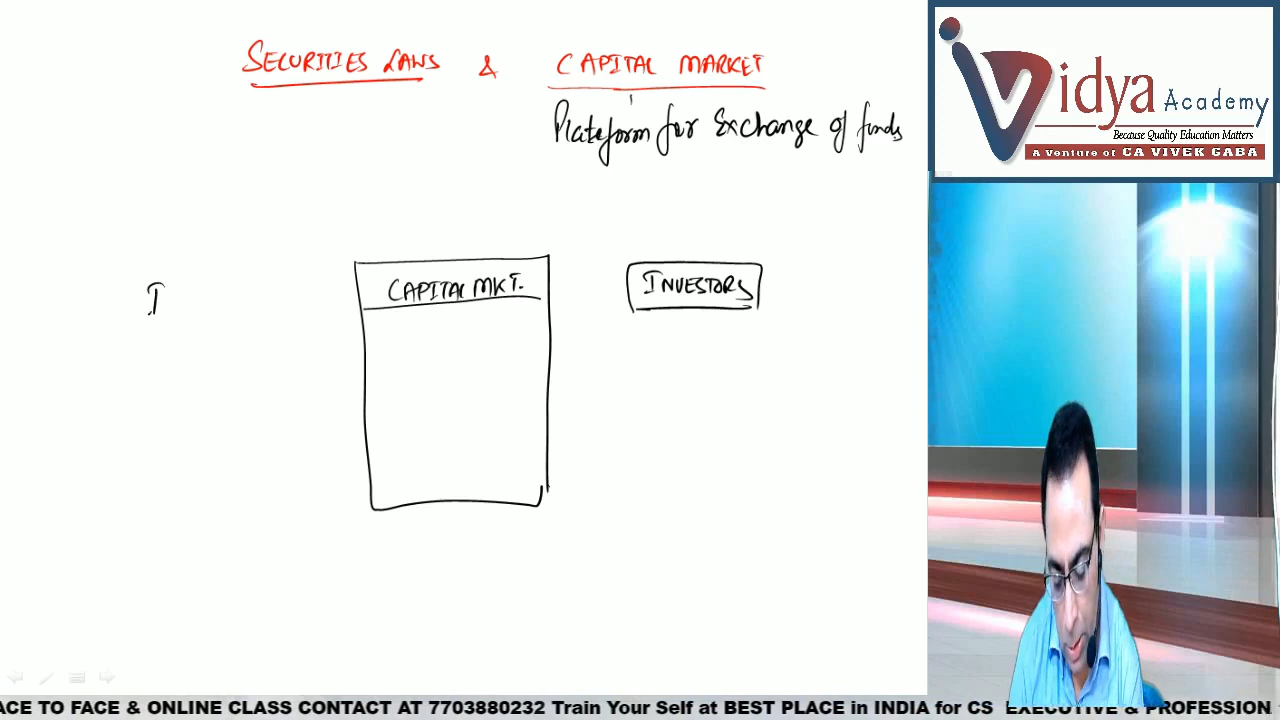 SECURITIES LAWS & CAPITAL MARKET
Plateform for Exchange of funds
I
CAPITAL MKT.
INVESTORS
Vidya Academy
Because Quality Education Matters
A Venture of CA VIVEK GABA
ACE TO FACE & ONLINE CLASS CONTACT AT 7703880232 Train Your Self at BEST PLACE in INDIA for CS EXECUTIVE & PROFESSION